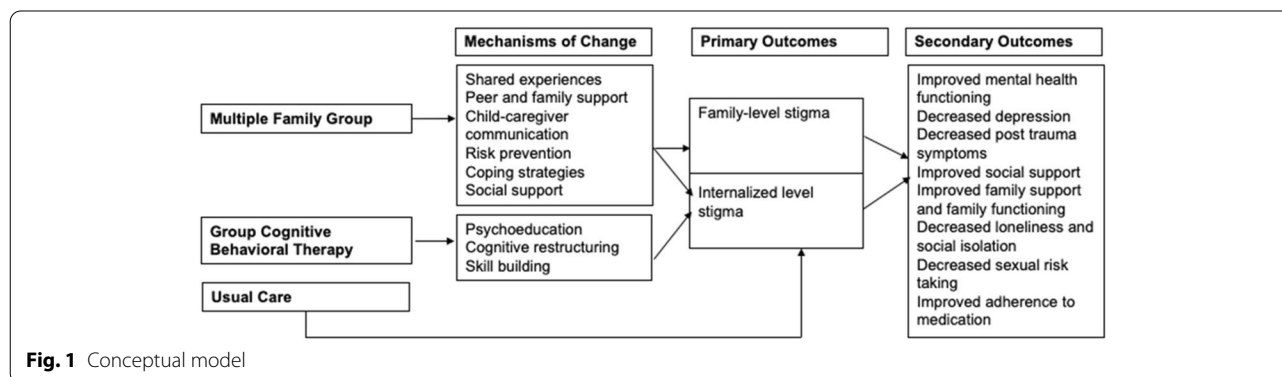 Mechanisms of Change
Primary Outcomes
Secondary Outcomes
Multiple Family Group
Shared experiences
Peer and family support
Child-caregiver
communication
Risk prevention
Coping strategies
Social support
Group Cognitive
Behavioral Therapy
Psychoeducation
Cognitive restructuring
Skill building
Usual Care
Family-level stigma
Internalized level
stigma
Improved mental health
functioning
Decreased depression
Decreased post trauma
symptoms
Improved social support
Improved family support
and family functioning
Decreased loneliness and
social isolation
Decreased sexual risk
taking
Improved adherence to
medication
Fig. 1 Conceptual model